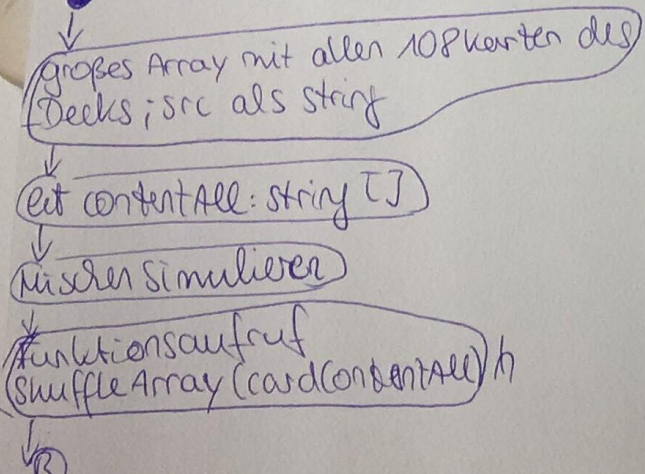 großes Array mit allen 108 Karten des
Decks; src als string
let contentAll: string []
Mischen simulieren
Funktionsaufruf
shuffleArray (cardContentAll) h
B